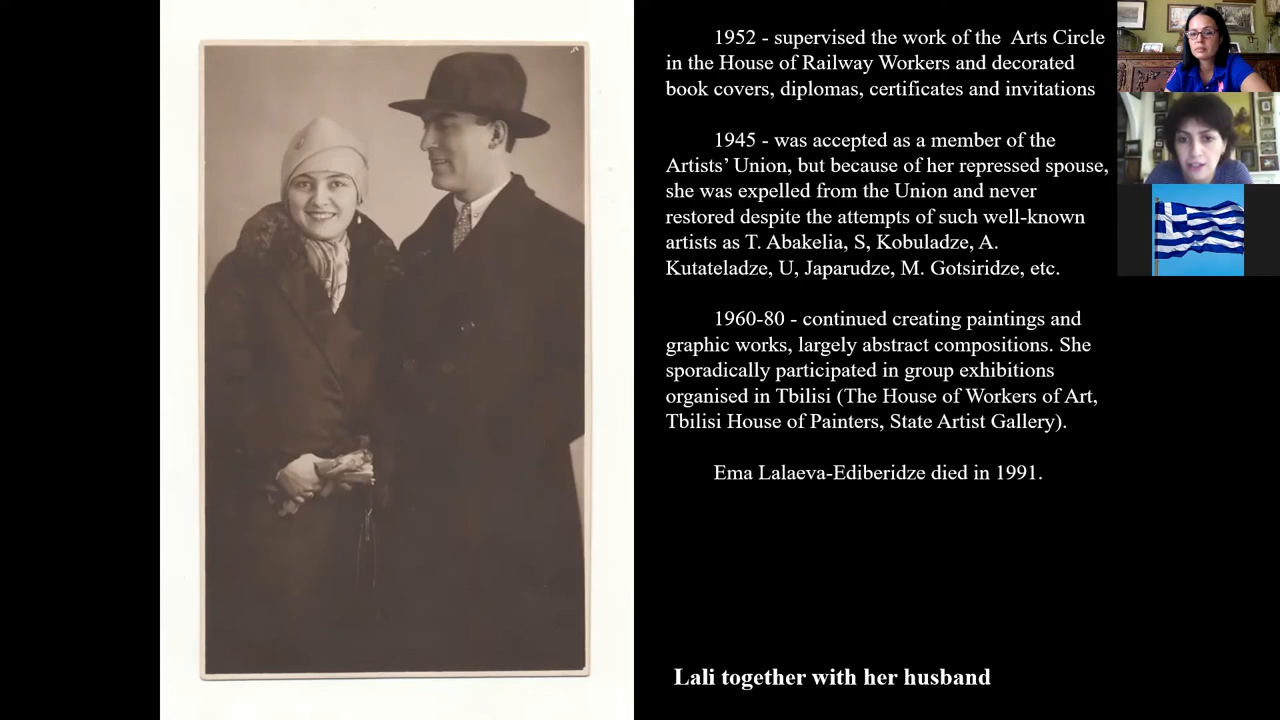 1952 - supervised the work of the Arts Circle
in the House of Railway Workers and decorated
book covers, diplomas, certificates and invitations
1945 - was accepted as a member of the
Artists’ Union, but because of her repressed spouse,
she was expelled from the Union and never
restored despite the attempts of such well-known
artists as T. Abakelia, S, Kobuladze, A.
Kutateladze, U, Japarudze, M. Gotsiridze, etc.
1960-80 - continued creating paintings and
graphic works, largely abstract compositions. She
sporadically participated in group exhibitions
organised in Tbilisi (The House of Workers of Art,
Tbilisi House of Painters, State Artist Gallery).
Ema Lalaeva-Ediberidze died in 1991.
Lali together with her husband